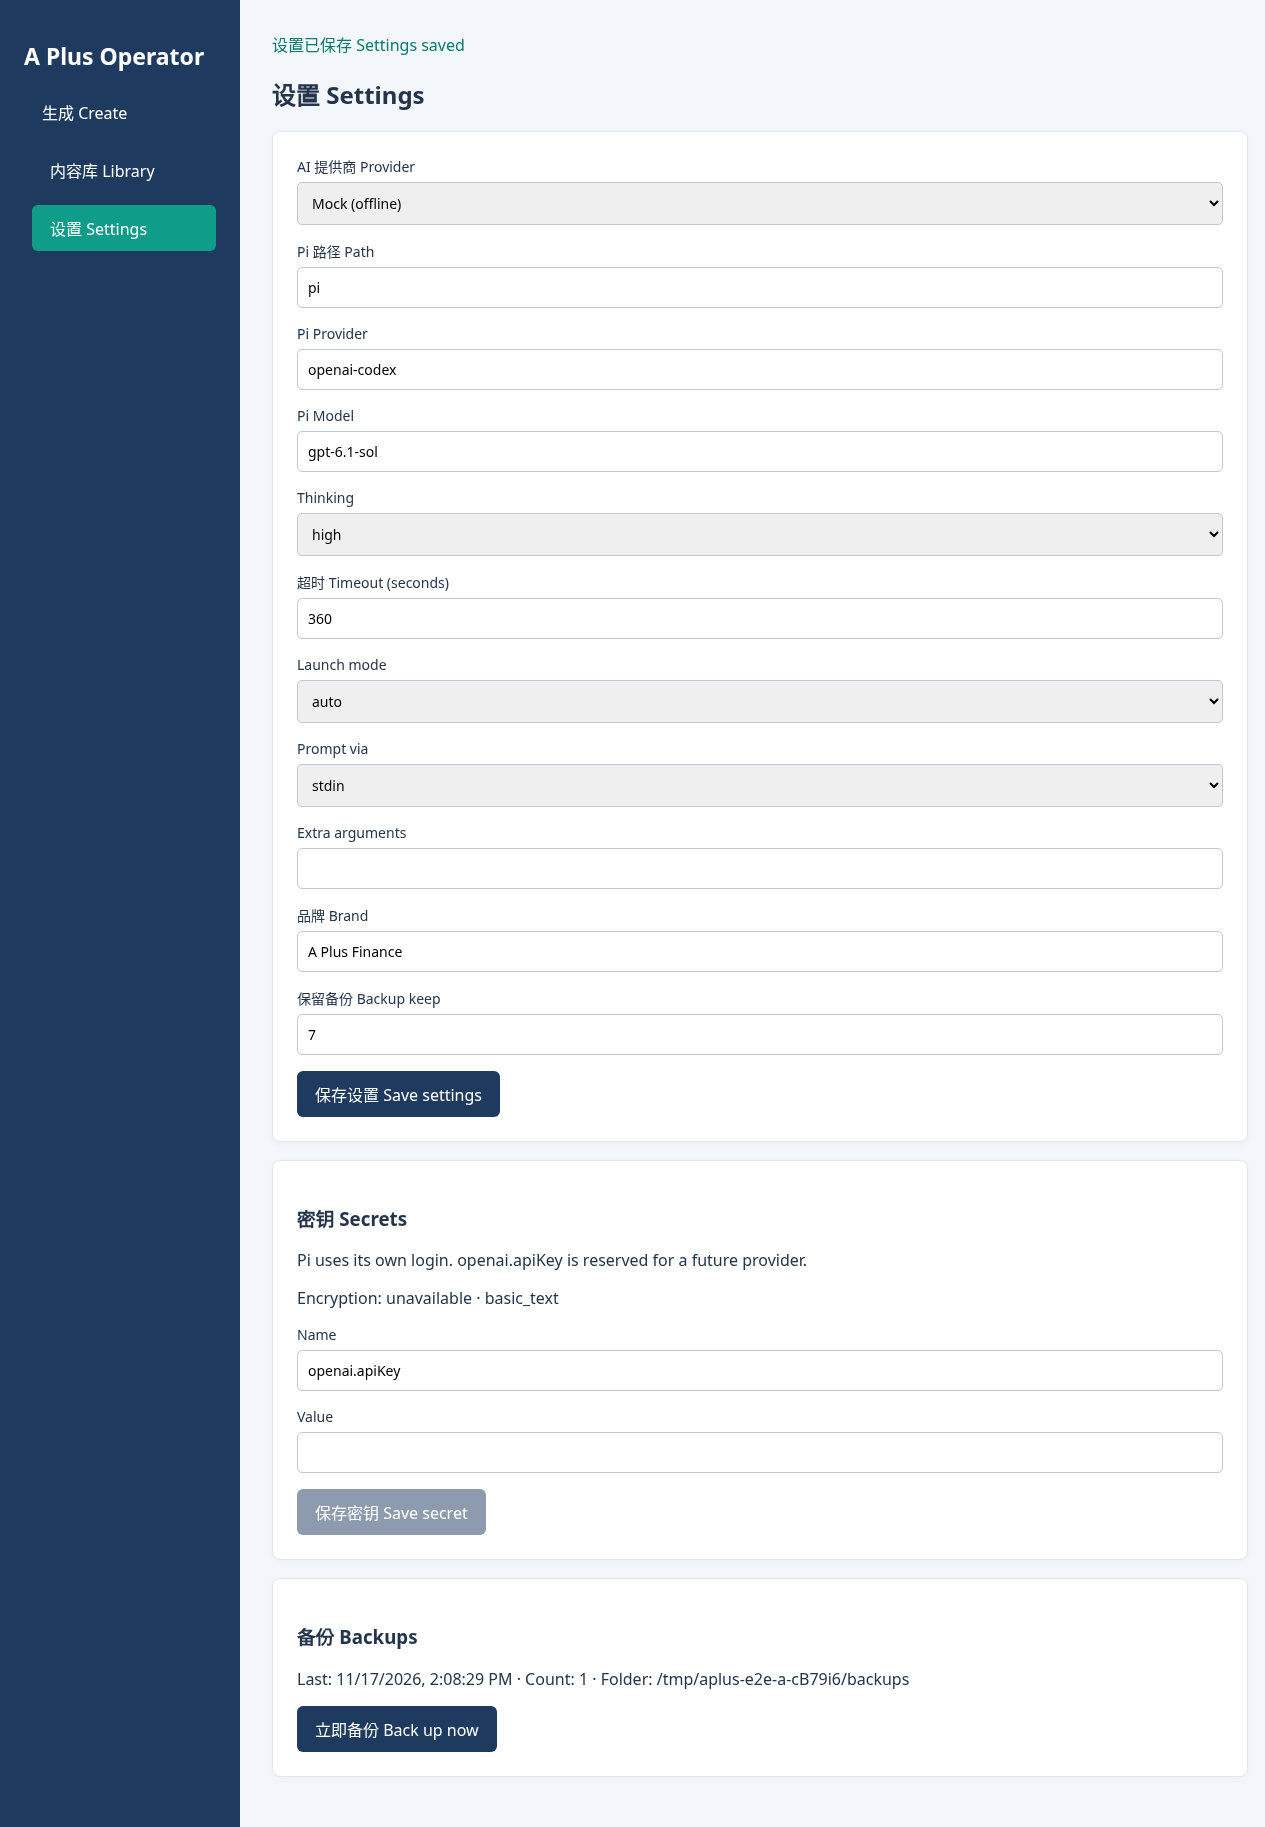 A Plus Operator
生成 Create
内容库 Library
设置 Settings
设置已保存 Settings saved
设置 Settings
AI 提供商 Provider
Mock (offline)
Pi 路径 Path
pi
Pi Provider
openai-codex
Pi Model
gpt-6.1-sol
Thinking
high
超时 Timeout (seconds)
360
Launch mode
auto
Prompt via
stdin
Extra arguments
品牌 Brand
A Plus Finance
保留备份 Backup keep
7
保存设置 Save settings
密钥 Secrets
Pi uses its own login. openai.apiKey is reserved for a future provider.
Encryption: unavailable · basic_text
Name
openai.apiKey
Value
保存密钥 Save secret
备份 Backups
Last: 11/17/2026, 2:08:29 PM · Count: 1 · Folder: /tmp/aplus-e2e-a-cB79i6/backups
立即备份 Back up now